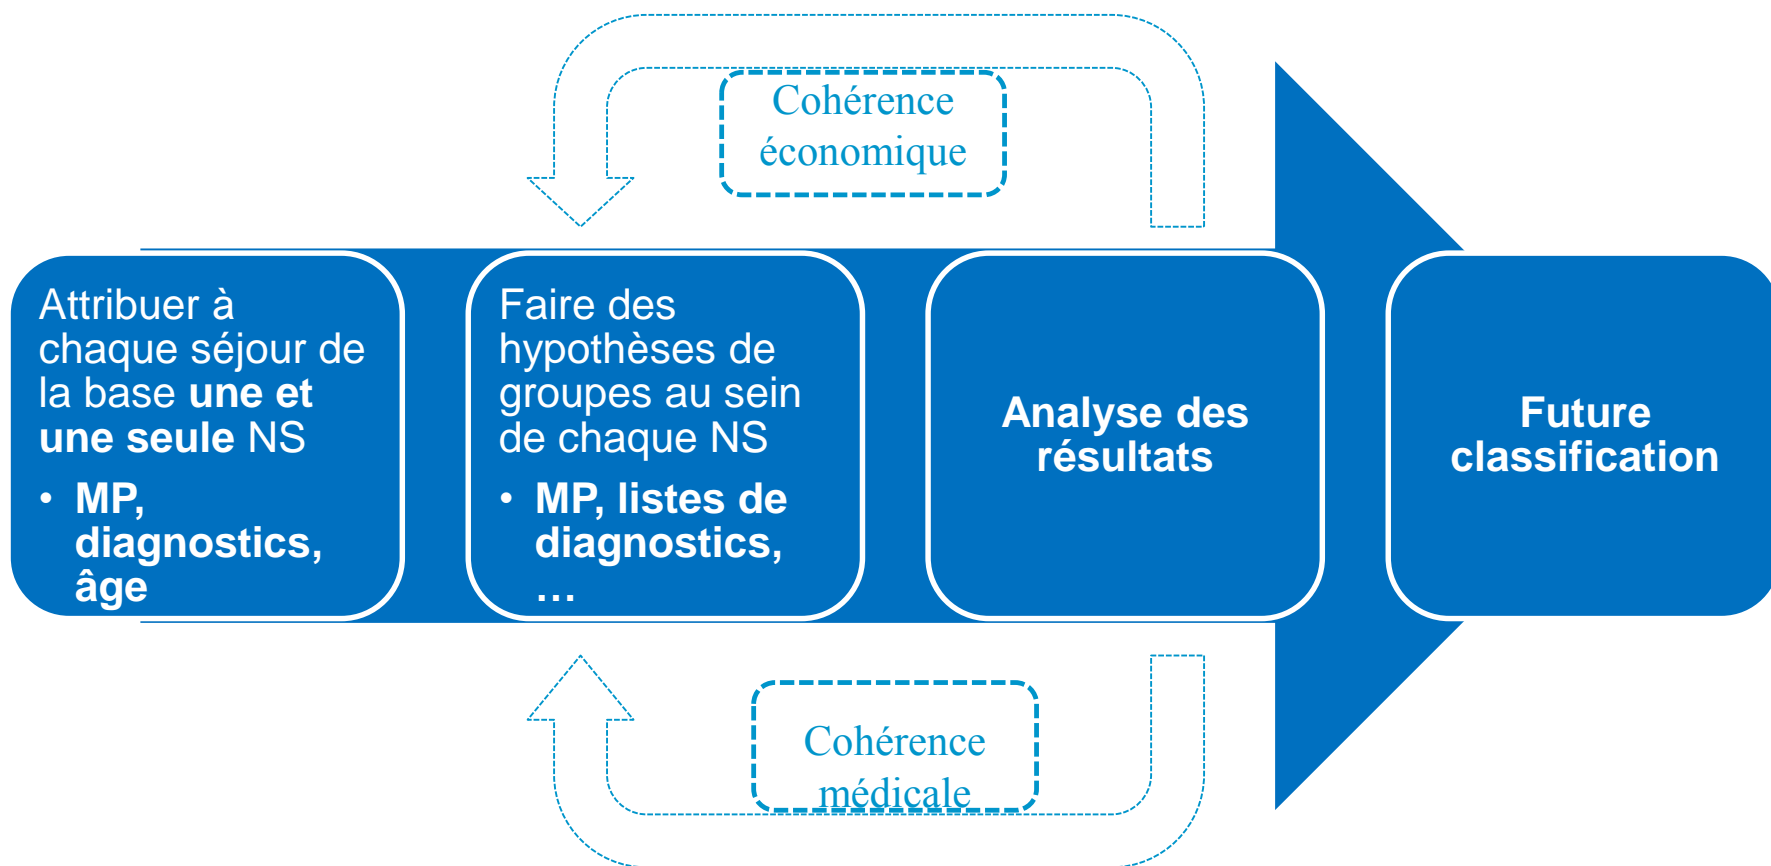 Cohérence
économique
Attribuer à
chaque séjour de
la base une et
une seule NS
• MP,
diagnostics,
âge
Faire des
hypothèses de
groupes au sein
de chaque NS
• MP, listes de
diagnostics,
…
Analyse des
résultats
Future
classification
Cohérence
médicale